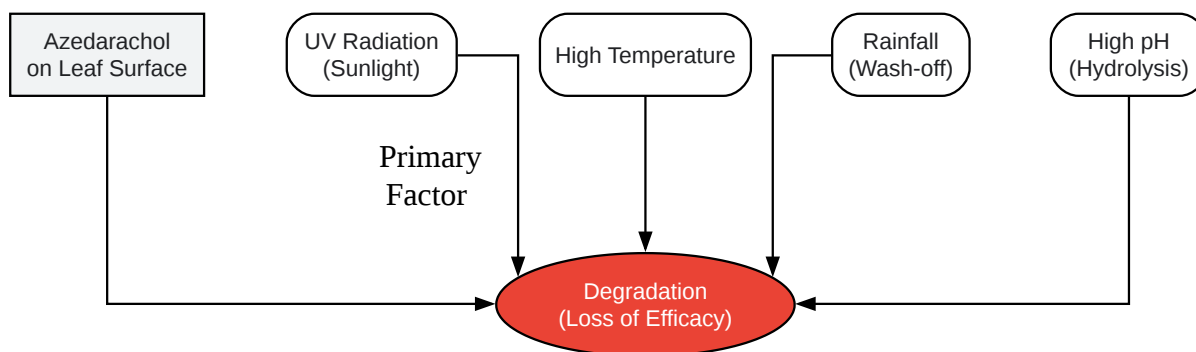 Azedarachol
on Leaf Surface
UV Radiation
(Sunlight)
High Temperature
Rainfall
(Wash-off)
High pH
(Hydrolysis)
Primary
Factor
Degradation
(Loss of Efficacy)